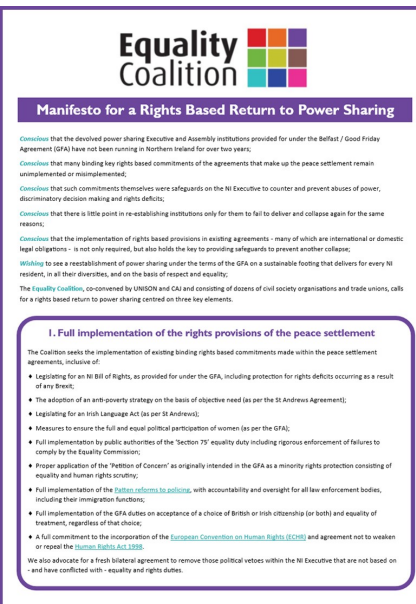 Equality
Coalition
Manifesto for a Rights Based Return to Power Sharing
Conscious that the devolved power sharing Executive and Assembly institutions provided for under the Belfast / Good Friday
Agreement (GFA) have not been running in Northern Ireland for over two years;
Conscious that many binding key rights based commitments of the agreements that make up the peace settlement remain
unimplemented or misimplemented;
Conscious that such commitments themselves were safeguards on the NI Executive to counter and prevent abuses of power,
discriminatory decision making and rights deficits;
Conscious that there is little point in re-establishing institutions only for them to fail to deliver and collapse again for the same
reasons;
Conscious that the implementation of rights based provisions in existing agreements - many of which are international or domestic
legal obligations - is not only required, but also holds the key to providing safeguards to prevent another collapse;
Wishing to see a reestablishment of power sharing under the terms of the GFA on a sustainable footing that delivers for every NI
resident, in all their diversities, and on the basis of respect and equality;
The Equality Coalition, co-convened by UNISON and CAJ and consisting of dozens of civil society organisations and trade unions, calls
for a rights based return to power sharing centred on three key elements.
1. Full implementation of the rights provisions of the peace settlement
The Coalition seeks the implementation of existing binding rights based commitments made within the peace settlement
agreements, inclusive of:
♦ Legislating for an NI Bill of Rights, as provided for under the GFA, including protection for rights deficits occurring as a result
of any Brexit;
♦ The adoption of an anti-poverty strategy on the basis of objective need (as per the St Andrews Agreement);
♦ Legislating for an Irish Language Act (as per St Andrews);
♦ Measures to ensure the full and equal political participation of women (as per the GFA);
♦ Full implementation by public authorities of the 'Section 75' equality duty including rigorous enforcement of failures to
comply by the Equality Commission;
♦ Proper application of the 'Petition of Concern' as originally intended in the GFA as a minority rights protection consisting of
equality and human rights scrutiny;
♦ Full implementation of the Patten reforms to policing, with accountability and oversight for all law enforcement bodies,
including their immigration functions;
♦ Full implementation of the GFA duties on acceptance of a choice of British or Irish citizenship (or both) and equality of
treatment, regardless of that choice;
♦ A full commitment to the incorporation of the European Convention on Human Rights (ECHR) and agreement not to weaken
or repeal the Human Rights Act 1998.
We also advocate for a fresh bilateral agreement to remove those political vetoes within the NI Executive that are not based on
- and have conflicted with - equality and rights duties.